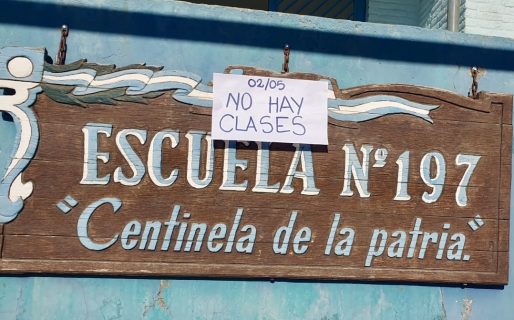 02/05
NO HAY
CLASES
ESCUELA Nº 197
"Centinela de la patria."